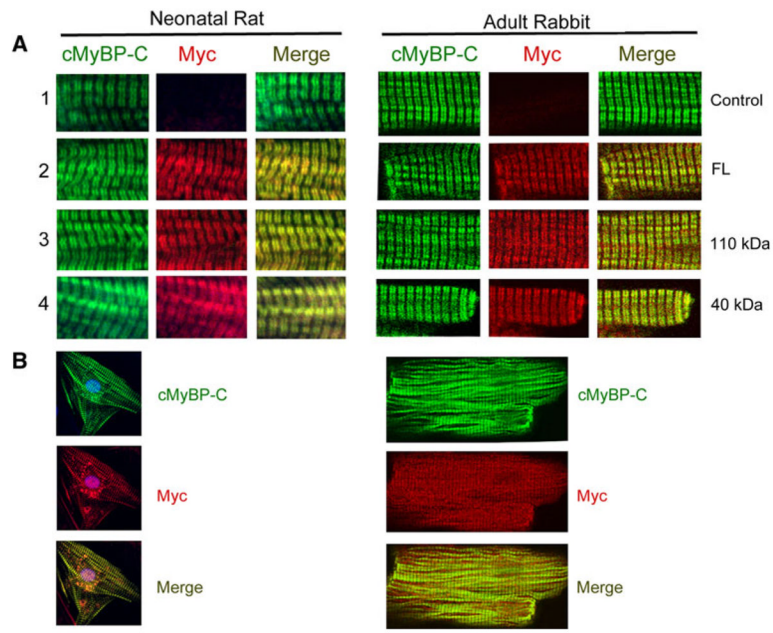 Neonatal Rat Adult Rabbit
A cMyBP-C Myc Merge cMyBP-C Myc Merge
1 Control
2 FL
3 110 kDa
4 40 kDa
B
cMyBP-C cMyBP-C
Myc Myc
Merge Merge